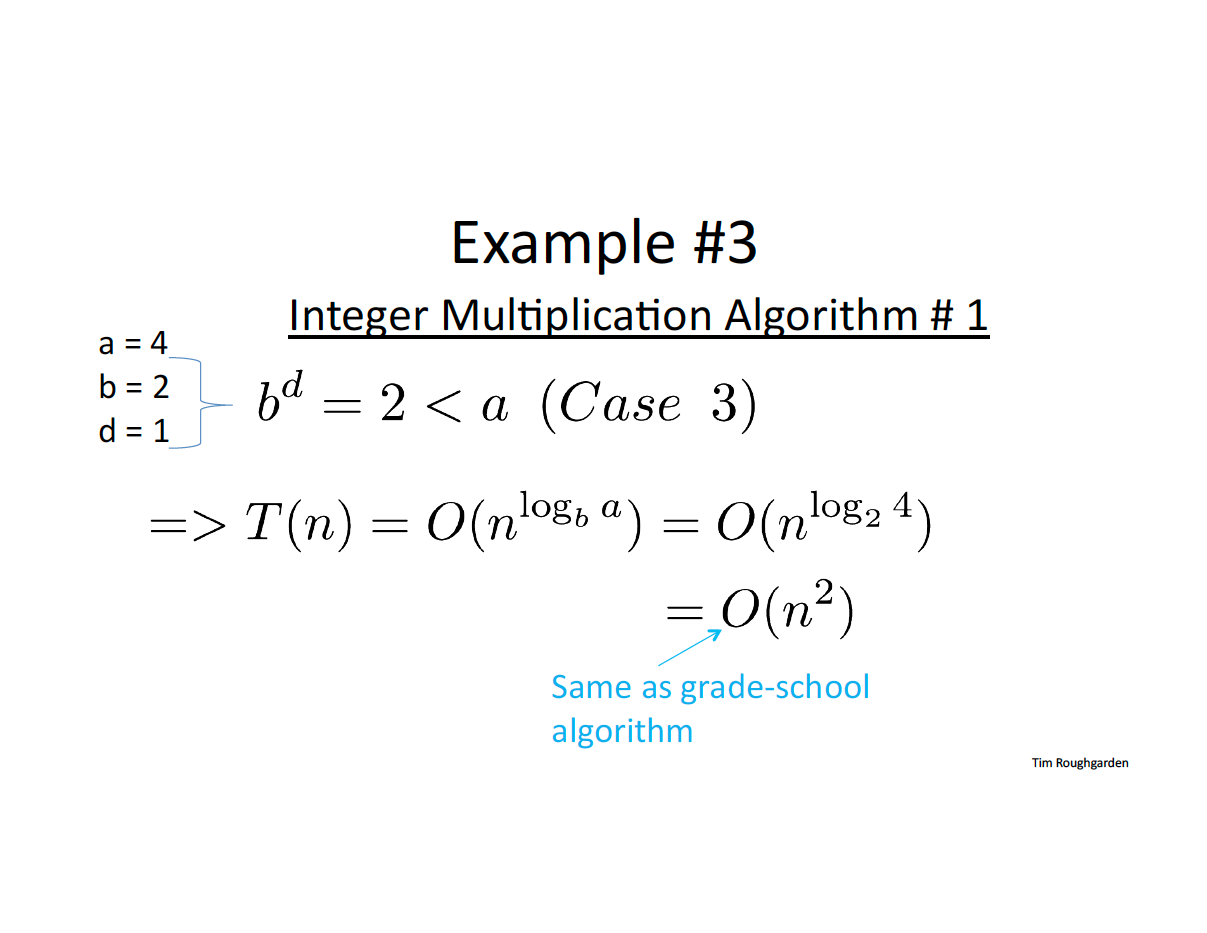 Example #3
Integer Multiplication Algorithm # 1
a = 4
b = 2
d = 1
b^d = 2 < a (Case 3)
=> T(n) = O(n^{log_b a}) = O(n^{log_2 4})
= O(n^2)
Same as grade-school
algorithm
Tim Roughgarden